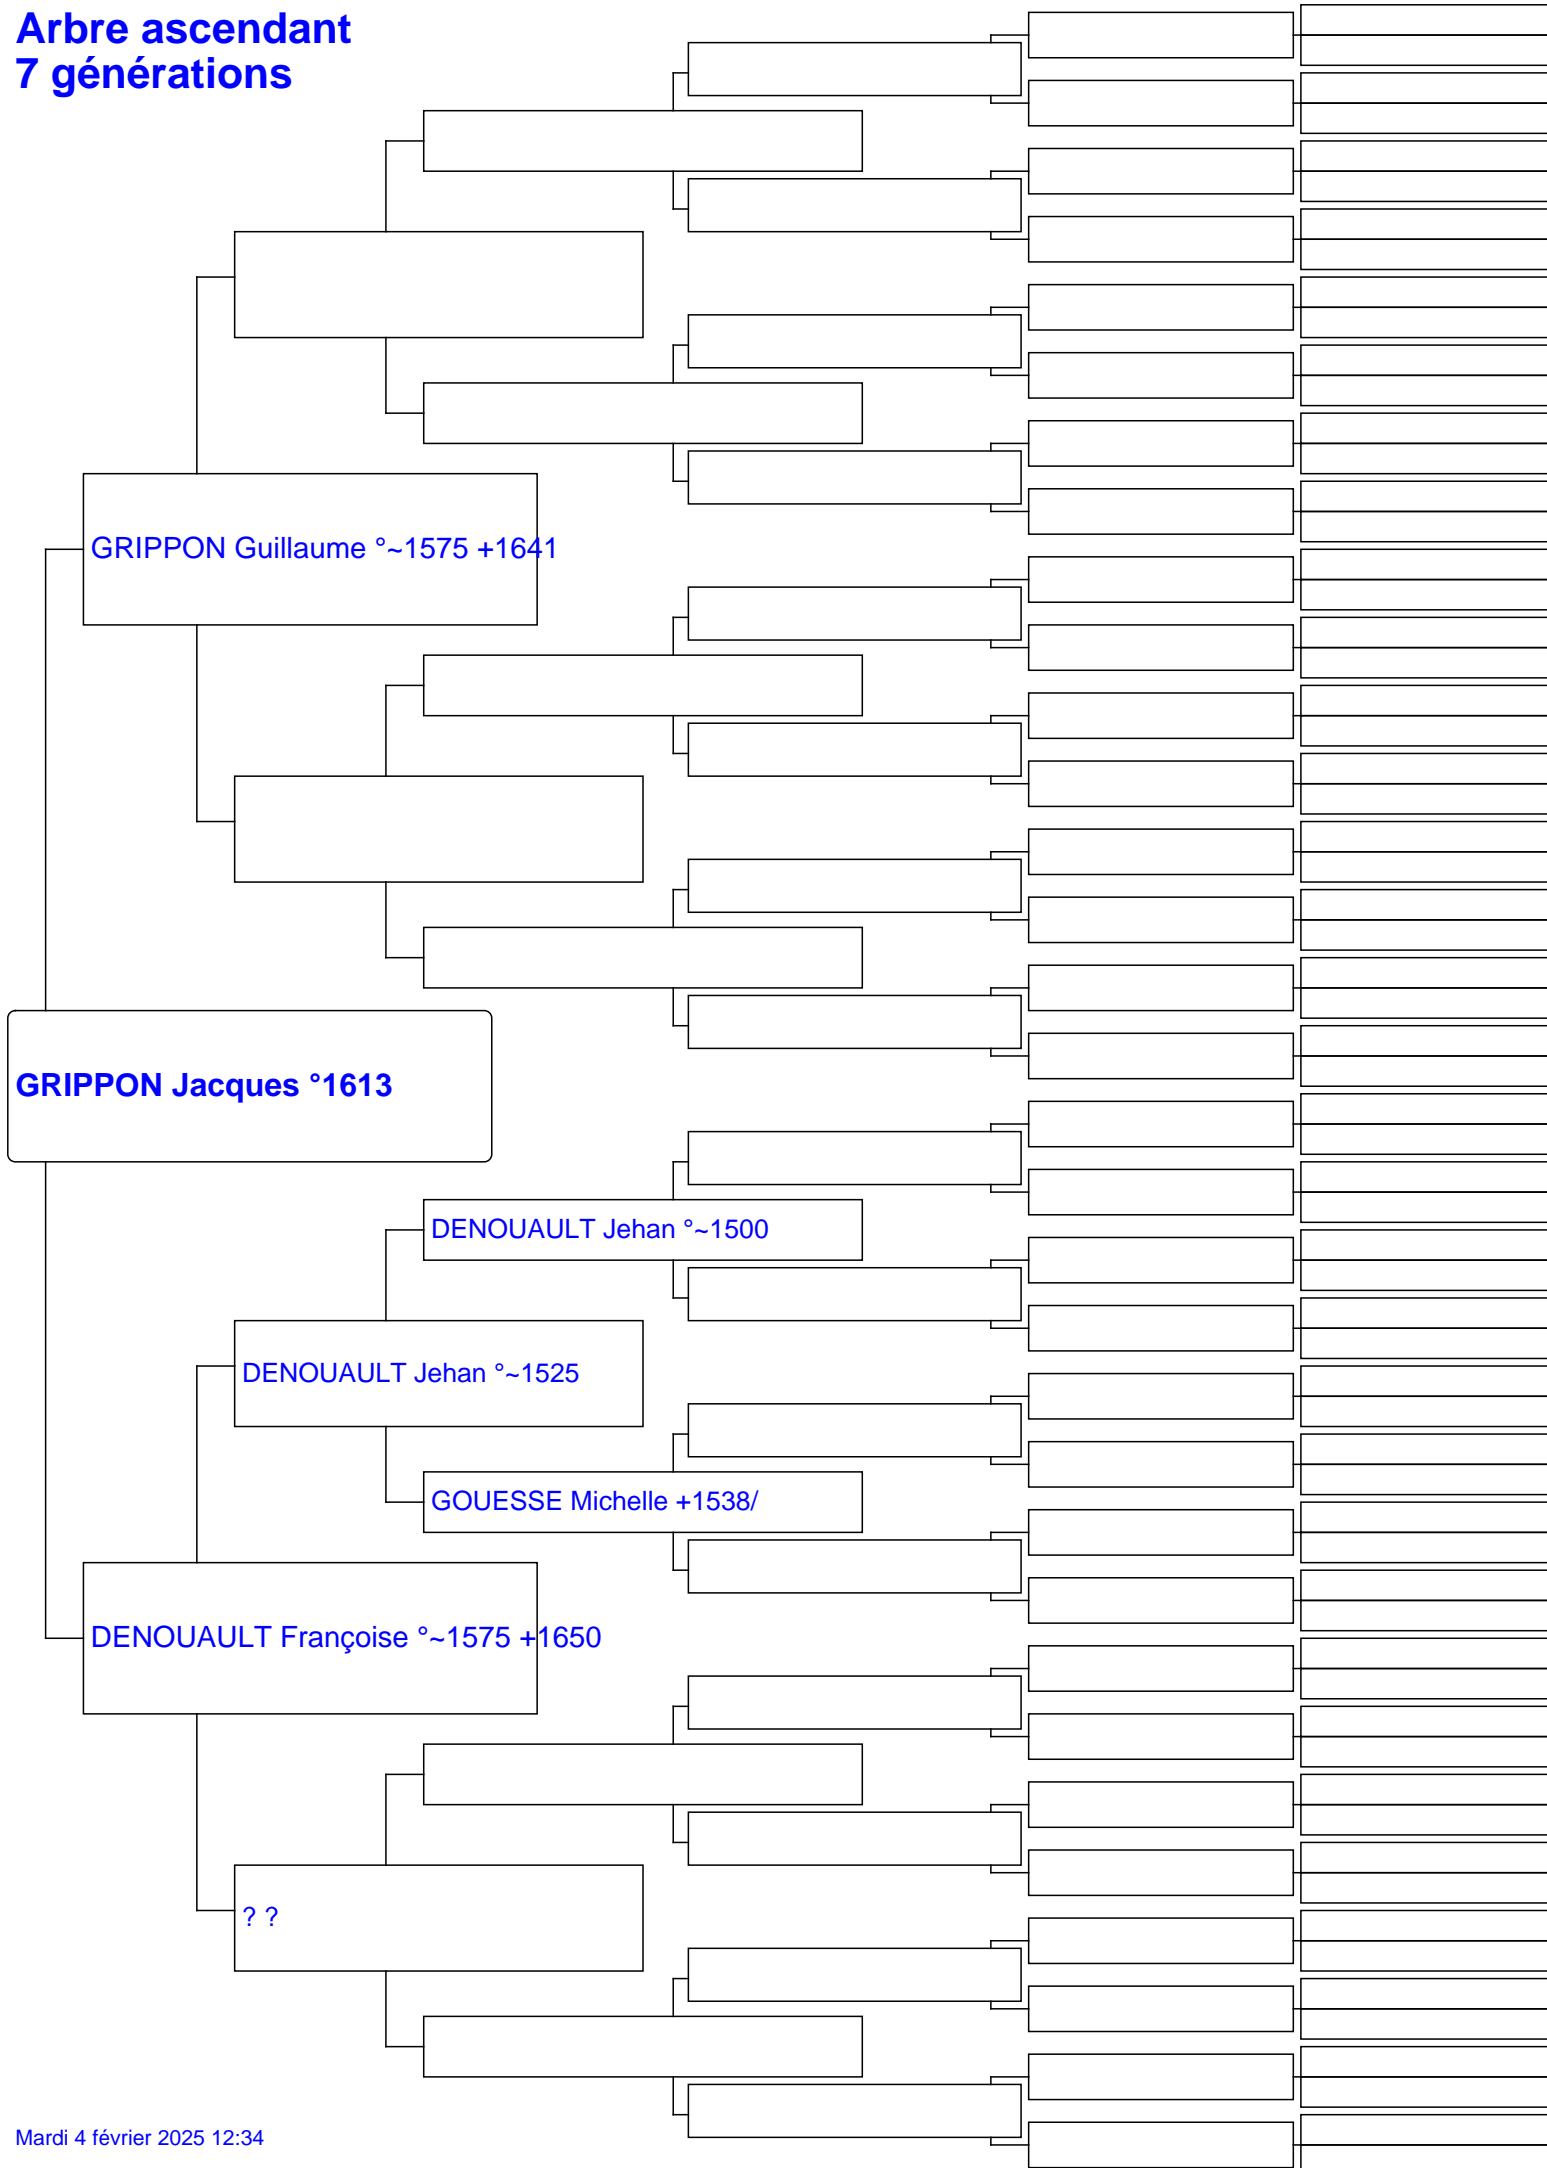 Arbre ascendant
7 générations
GRIPPON Guillaume °~1575 +1641
GRIPPON Jacques °1613
DENOUAULT Jehan °~1500
DENOUAULT Jehan °~1525
GOUESSE Michelle +1538/
DENOUAULT Françoise °~1575 +1650
? ?
Mardi 4 février 2025 12:34